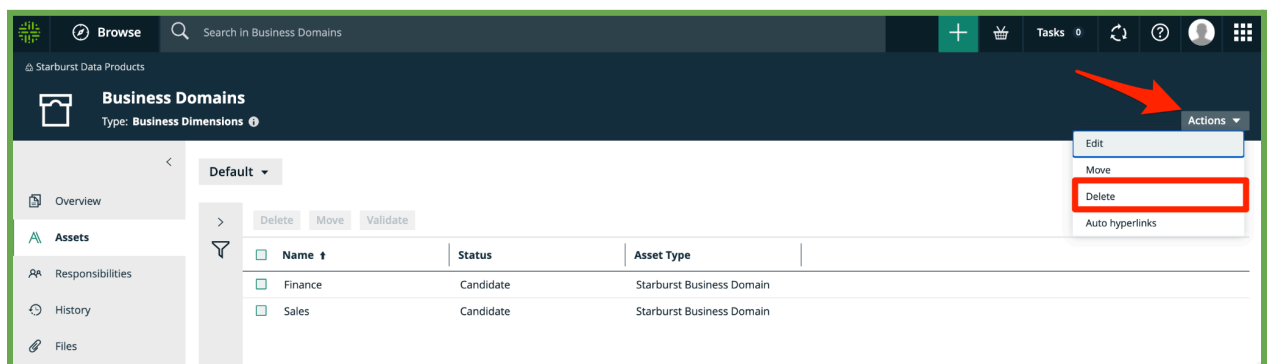 Browse
Search in Business Domains
Tasks 0
Starburst Data Products
Business Domains
Type: Business Dimensions
Actions
Edit
Move
Delete
Auto hyperlinks
Default
Overview
Assets
Responsibilities
History
Files
Delete Move Validate
Name Status Asset Type
Finance Candidate Starburst Business Domain
Sales Candidate Starburst Business Domain